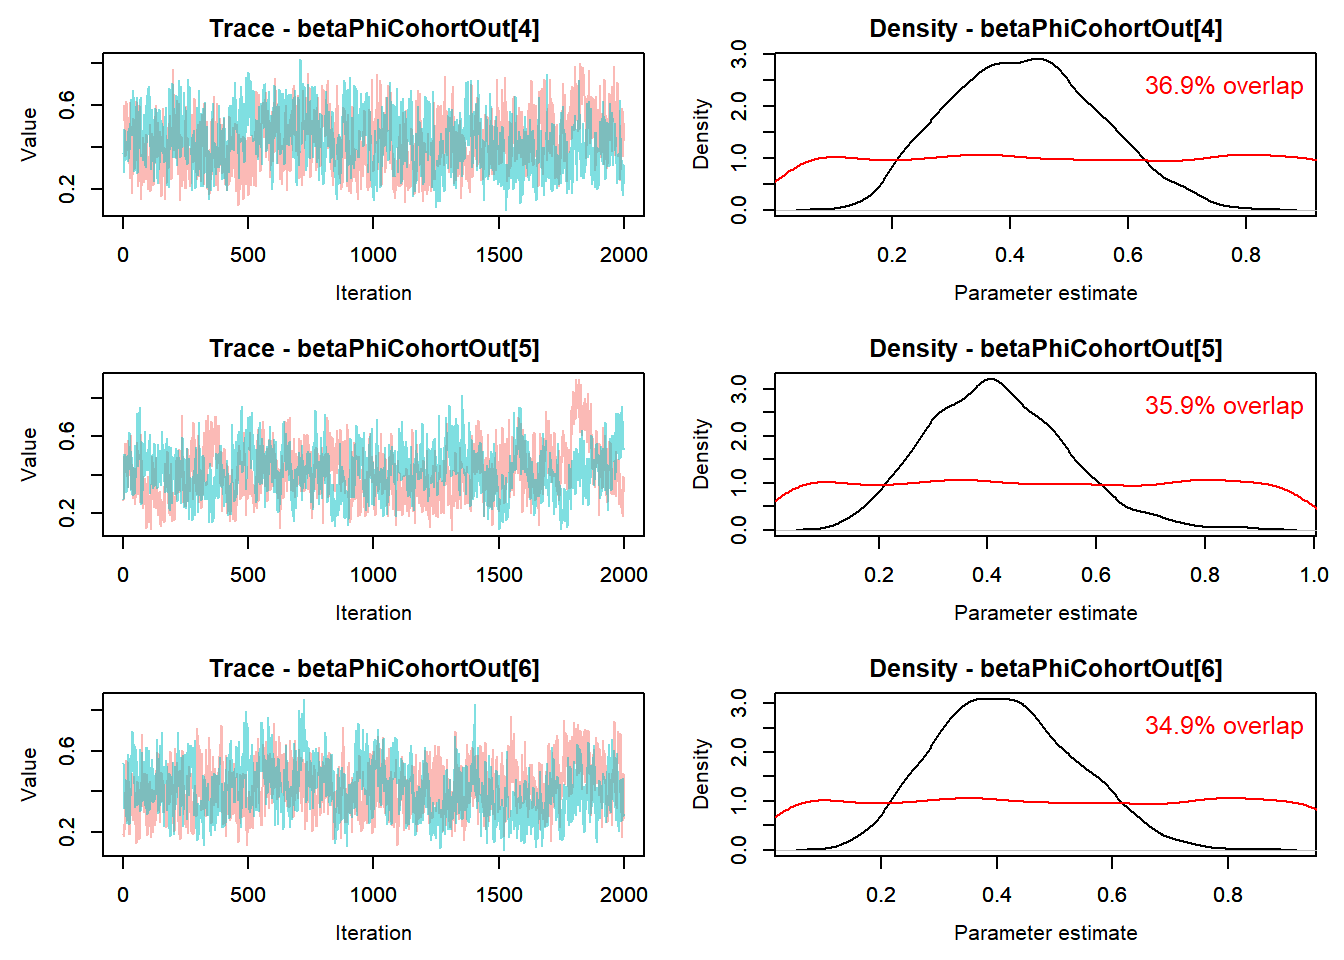 Trace - betaPhiCohortOut[4]
Value
0.2
0.6
0
500
1000
1500
2000
Iteration
Density - betaPhiCohortOut[4]
Density
0.0
1.0
2.0
3.0
36.9% overlap
0.2
0.4
0.6
0.8
Parameter estimate
Trace - betaPhiCohortOut[5]
Value
0.2
0.6
0
500
1000
1500
2000
Iteration
Density - betaPhiCohortOut[5]
Density
0.0
1.0
2.0
3.0
35.9% overlap
0.2
0.4
0.6
0.8
1.0
Parameter estimate
Trace - betaPhiCohortOut[6]
Value
0.2
0.6
0
500
1000
1500
2000
Iteration
Density - betaPhiCohortOut[6]
Density
0.0
1.0
2.0
3.0
34.9% overlap
0.2
0.4
0.6
0.8
Parameter estimate